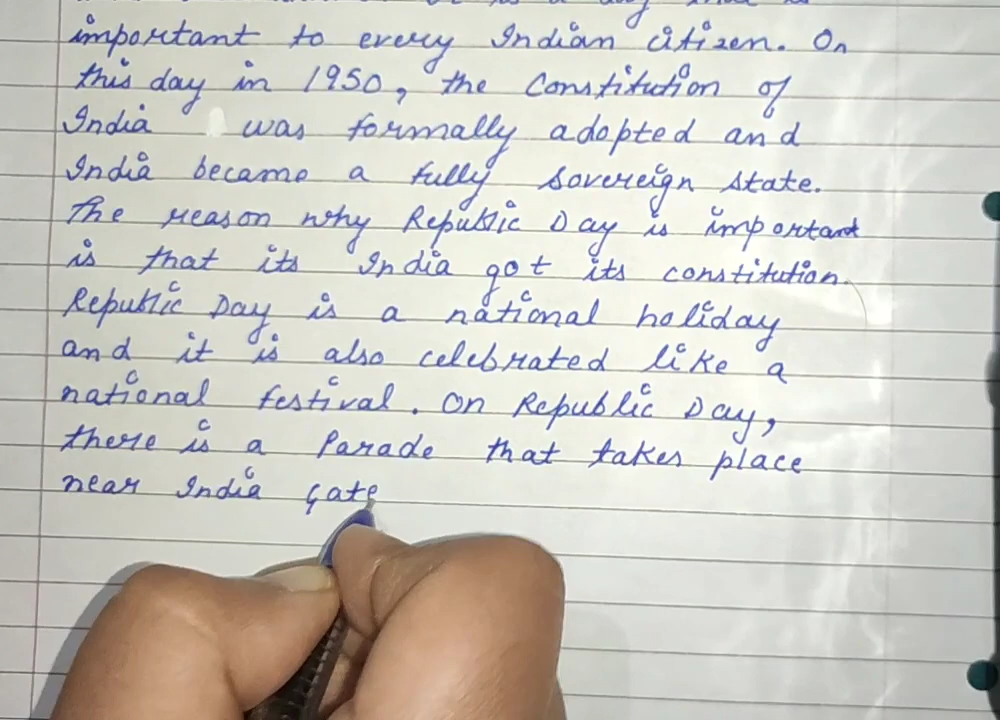 important to every Indian citizen. On
this day in 1950, the Constitution of
India was formally adopted and
India became a fully sovereign state.
The reason why Republic Day is important
is that its India got its constitution.
Republic Day is a national holiday
and it is also celebrated like a
national festival. On Republic Day,
there is a Parade that takes place
near India Gate